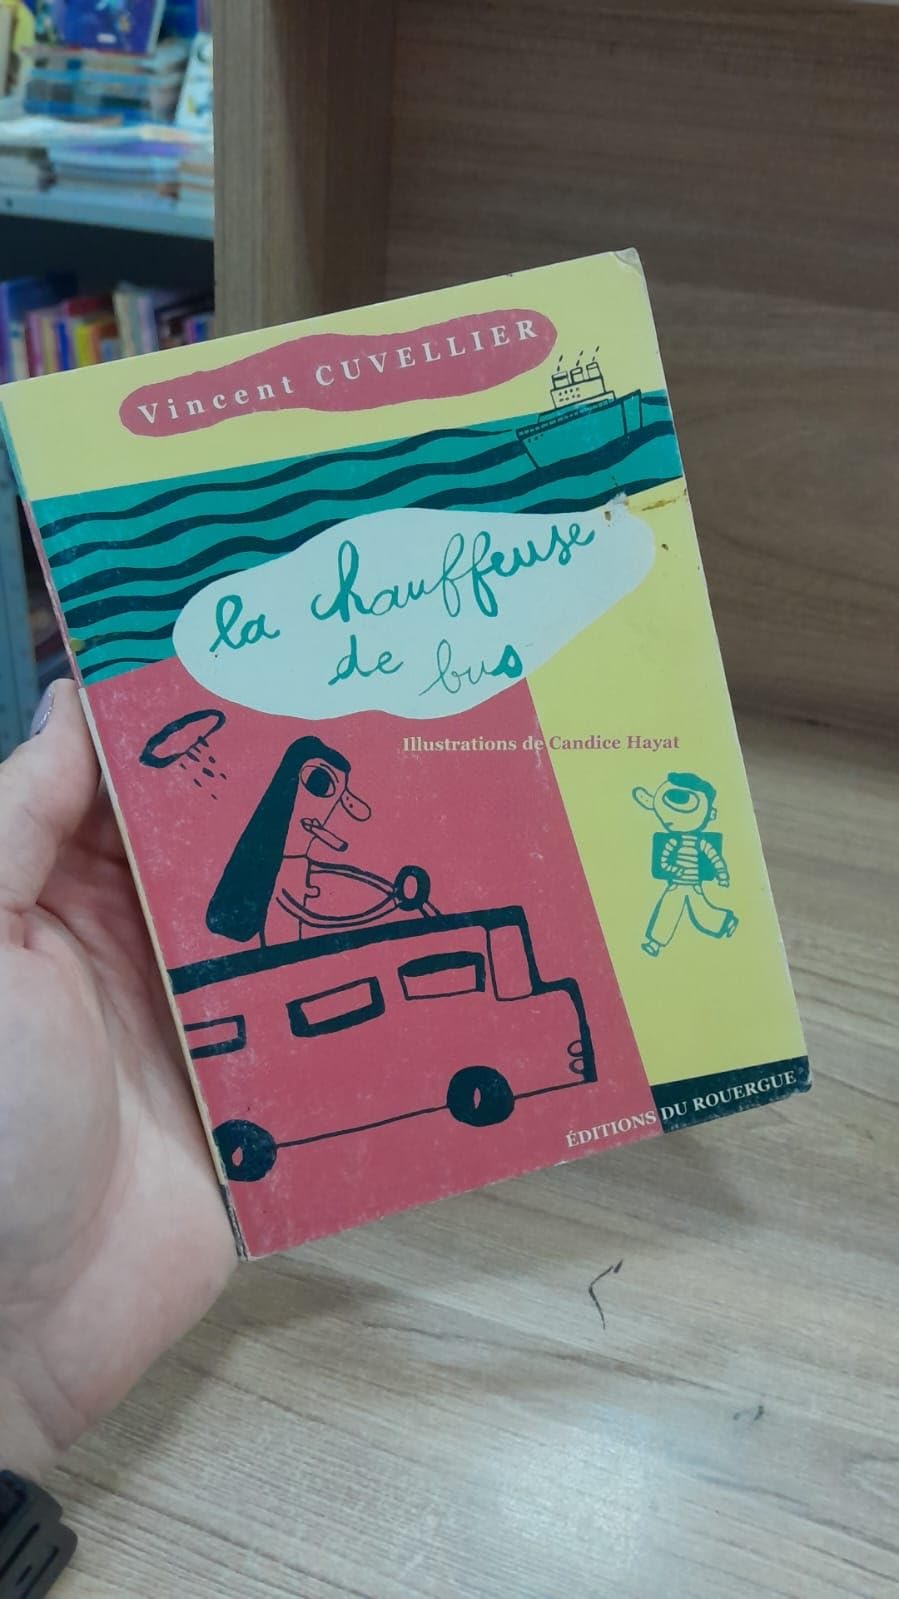 Vincent CUVELLIER
la chauffeuse
de bus
Illustrations de Candice Hayat
ÉDITIONS DU ROUERGUE